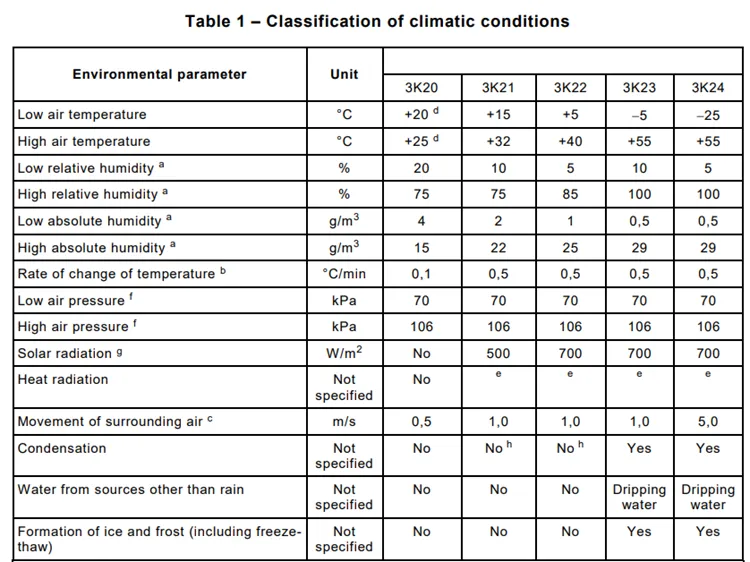 Table 1 – Classification of climatic conditions
Environmental parameter Unit
3K20 3K21 3K22 3K23 3K24
Low air temperature °C +20 d +15 +5 –5 –25
High air temperature °C +25 d +32 +40 +55 +55
Low relative humidity a % 20 10 5 10 5
High relative humidity a % 75 75 85 100 100
Low absolute humidity a g/m3 4 2 1 0,5 0,5
High absolute humidity a g/m3 15 22 25 29 29
Rate of change of temperature b °C/min 0,1 0,5 0,5 0,5 0,5
Low air pressure f kPa 70 70 70 70 70
High air pressure f kPa 106 106 106 106 106
Solar radiation g W/m2 No 500 700 700 700
Heat radiation Not No e e e e
specified
Movement of surrounding air c m/s 0,5 1,0 1,0 1,0 5,0
Condensation Not No No h No h Yes Yes
specified
Water from sources other than rain Not No No No Dripping Dripping
specified water water
Formation of ice and frost (including freeze- Not No No No Yes Yes
thaw) specified